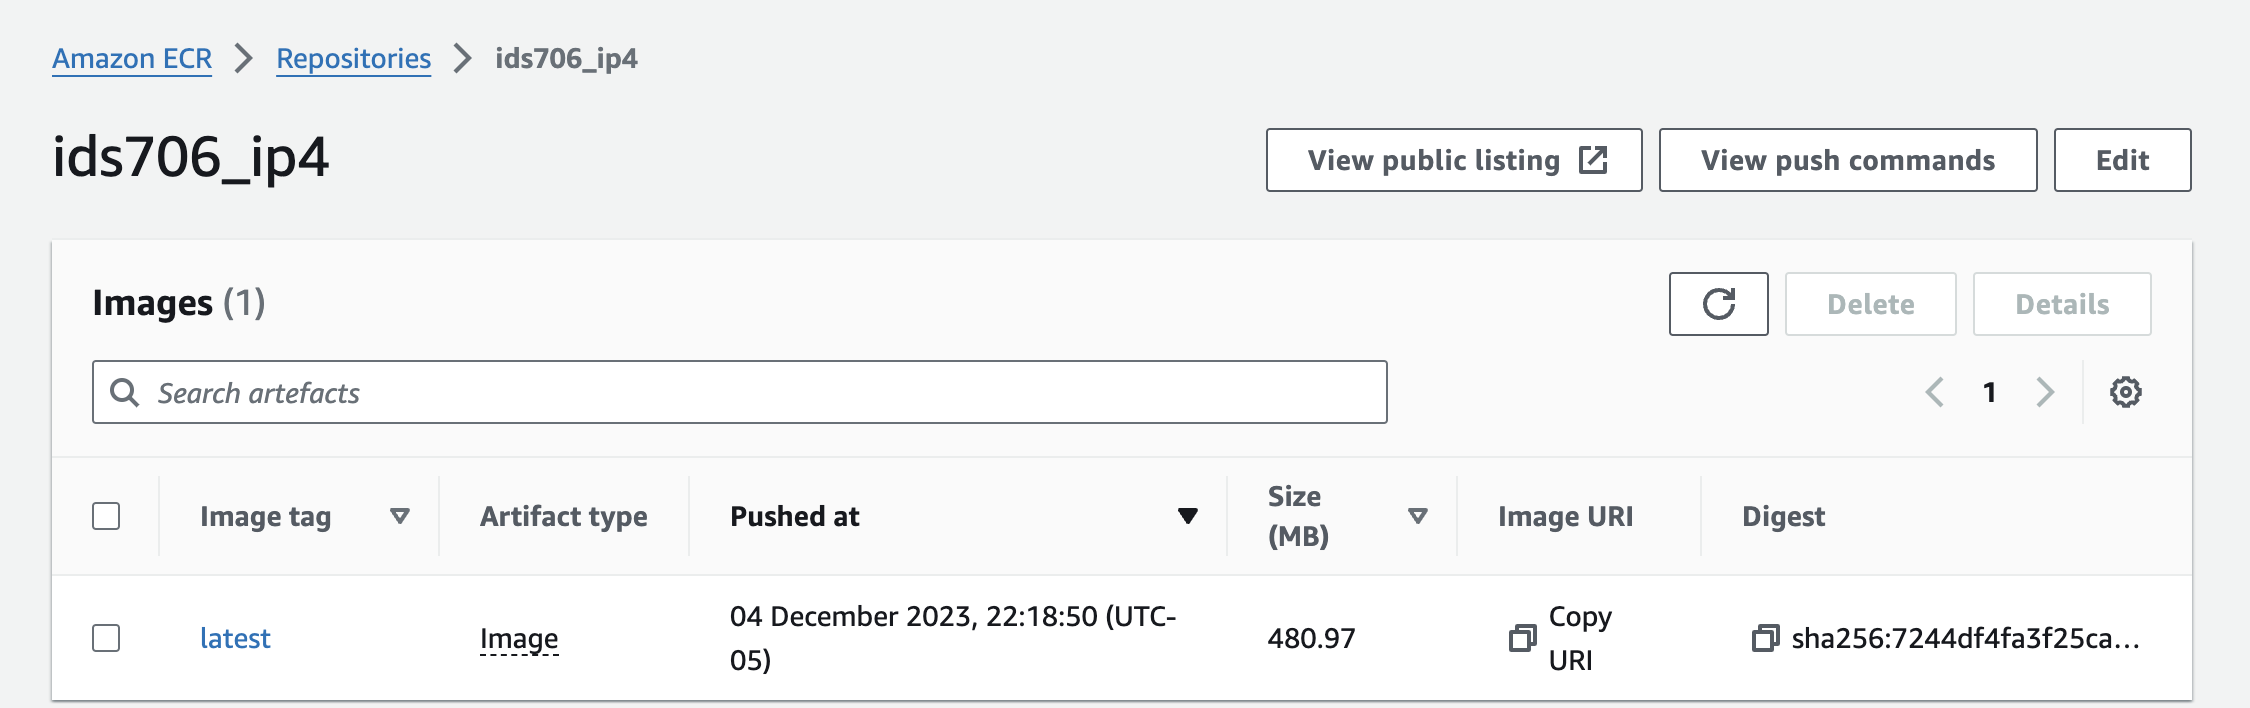 Amazon ECR > Repositories > ids706_ip4
ids706_ip4
View public listing
View push commands
Edit
Images (1)
Delete
Details
Search artefacts
1
Image tag
Artifact type
Pushed at
Size
(MB)
Image URI
Digest
latest
Image
04 December 2023, 22:18:50 (UTC-
05)
480.97
Copy
URI
sha256:7244df4fa3f25ca...